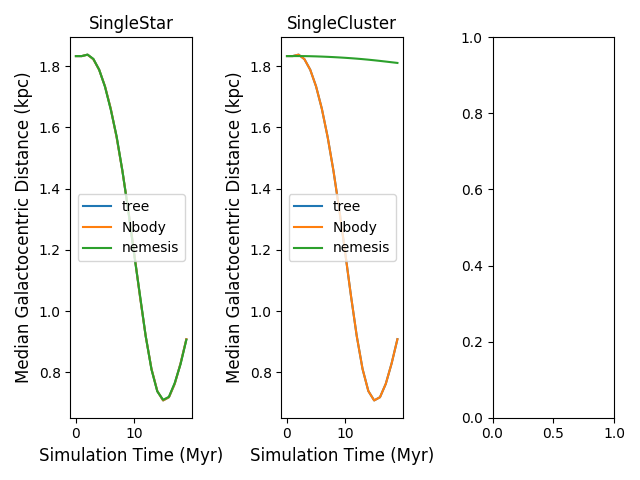 SingleStar
Median Galactocentric Distance (kpc)
1.8
1.6
1.4
1.2
1.0
0.8
tree
Nbody
nemesis
0
10
Simulation Time (Myr)
SingleCluster
Median Galactocentric Distance (kpc)
1.8
1.6
1.4
1.2
1.0
0.8
tree
Nbody
nemesis
0
10
Simulation Time (Myr)
1.0
0.8
0.6
0.4
0.2
0.0
0.0
0.5
1.0